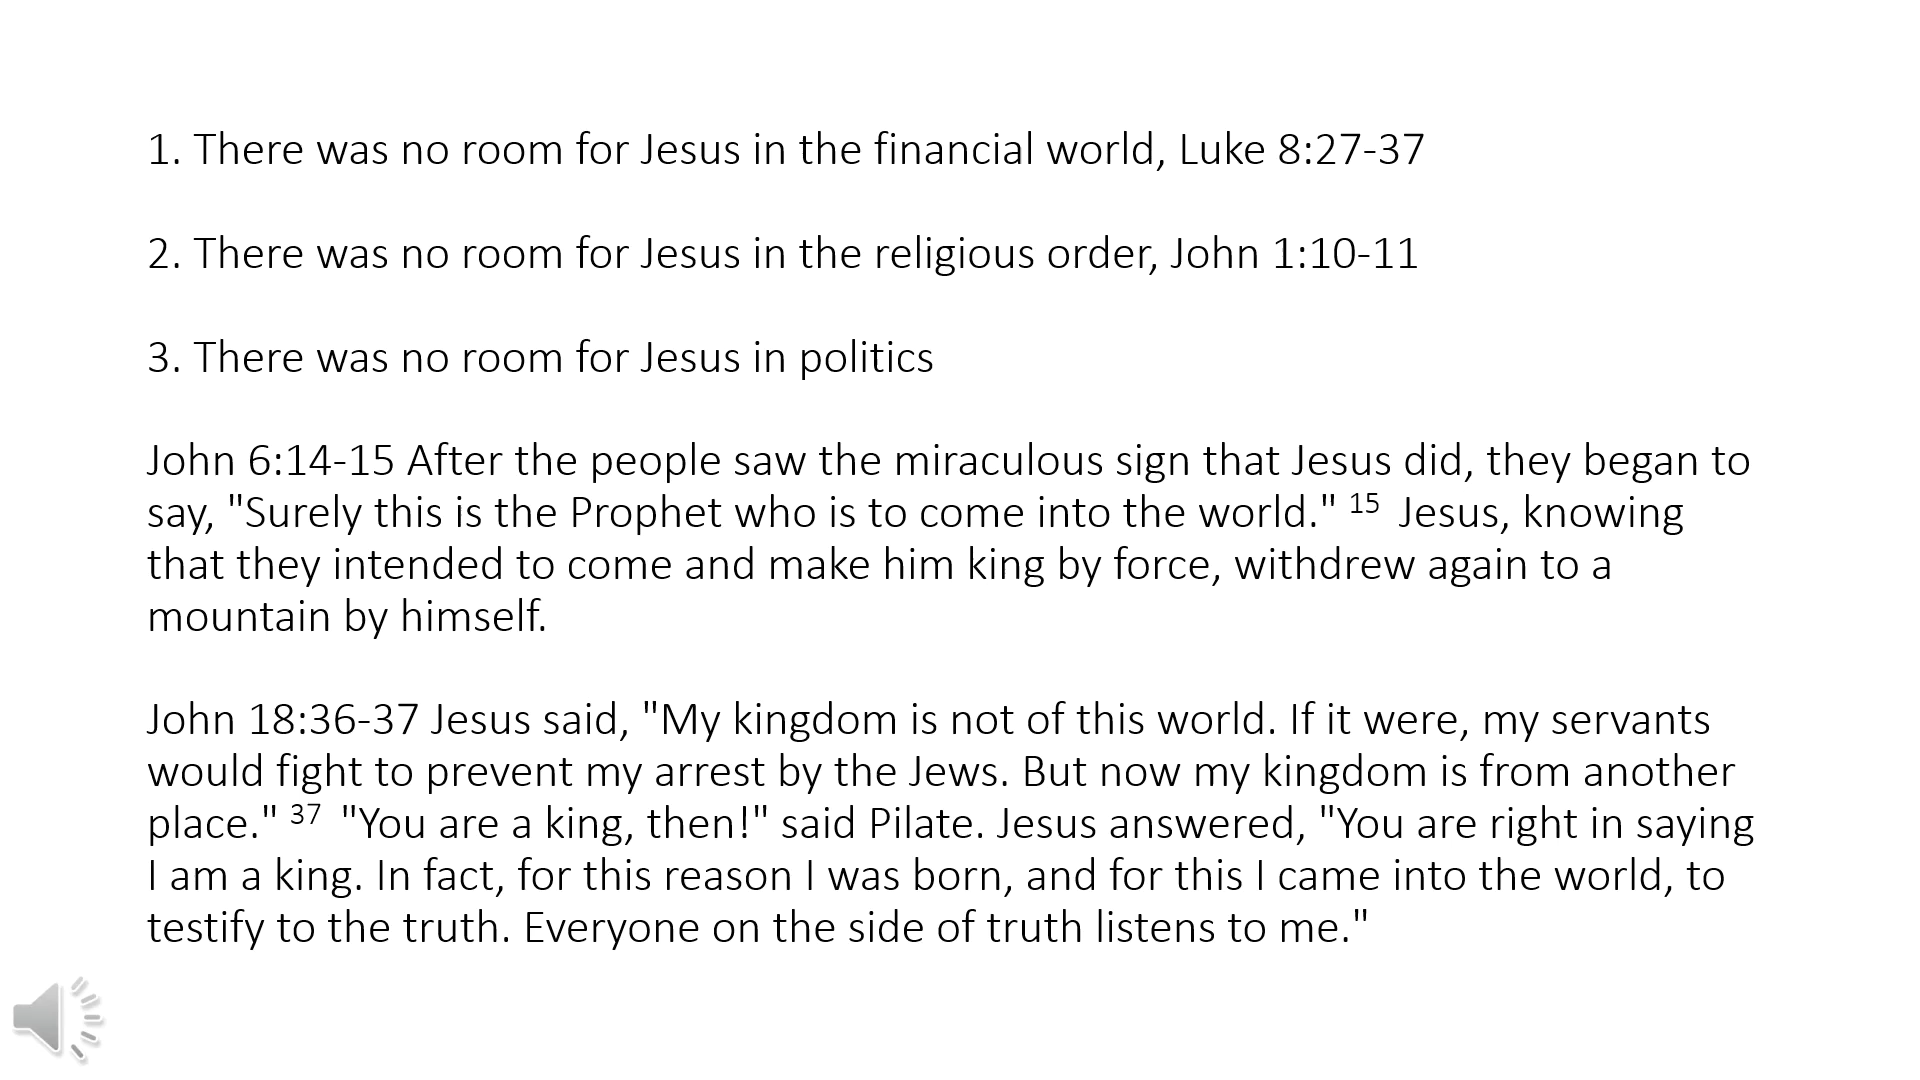 1. There was no room for Jesus in the financial world, Luke 8:27-37
2. There was no room for Jesus in the religious order, John 1:10-11
3. There was no room for Jesus in politics
John 6:14-15 After the people saw the miraculous sign that Jesus did, they began to
say, "Surely this is the Prophet who is to come into the world." 15 Jesus, knowing
that they intended to come and make him king by force, withdrew again to a
mountain by himself.
John 18:36-37 Jesus said, "My kingdom is not of this world. If it were, my servants
would fight to prevent my arrest by the Jews. But now my kingdom is from another
place." 37 "You are a king, then!" said Pilate. Jesus answered, "You are right in saying
I am a king. In fact, for this reason I was born, and for this I came into the world, to
testify to the truth. Everyone on the side of truth listens to me."